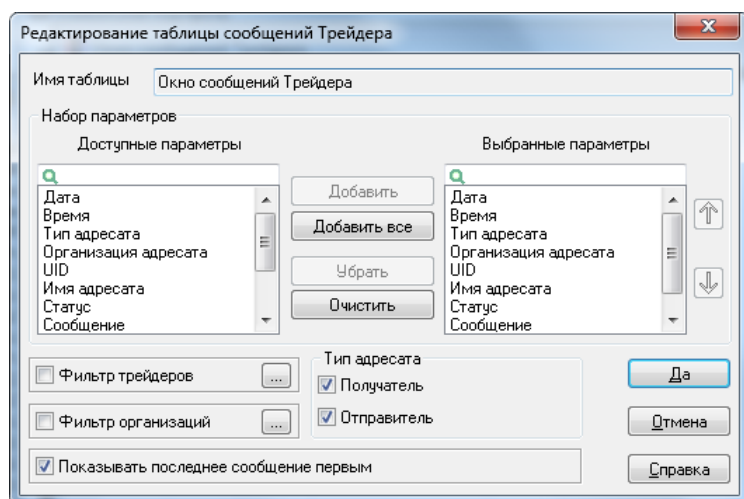 Редактирование таблицы сообщений Трейдера
Имя таблицы Окно сообщений Трейдера
Набор параметров
Доступные параметры Выбранные параметры
Дата
Время
Тип адресата
Организация адресата
UID
Имя адресата
Статус
Сообщение
Добавить
Добавить все
Убрать
Очистить
Дата
Время
Тип адресата
Организация адресата
UID
Имя адресата
Статус
Сообщение
Фильтр трейдеров ...
Фильтр организаций ...
Тип адресата
Получатель
Отправитель
Показывать последнее сообщение первым
Да
Отмена
Справка